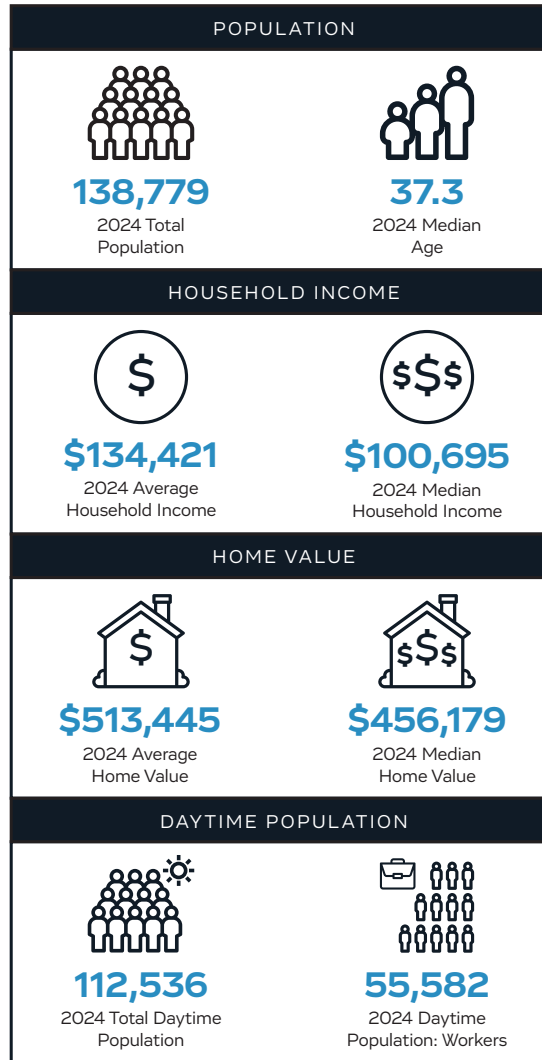 POPULATION
138,779
2024 Total
Population
37.3
2024 Median
Age
HOUSEHOLD INCOME
$
$134,421
2024 Average
Household Income
$$$
$100,695
2024 Median
Household Income
HOME VALUE
$
$513,445
2024 Average
Home Value
$$$
$456,179
2024 Median
Home Value
DAYTIME POPULATION
112,536
2024 Total Daytime
Population
55,582
2024 Daytime
Population: Workers